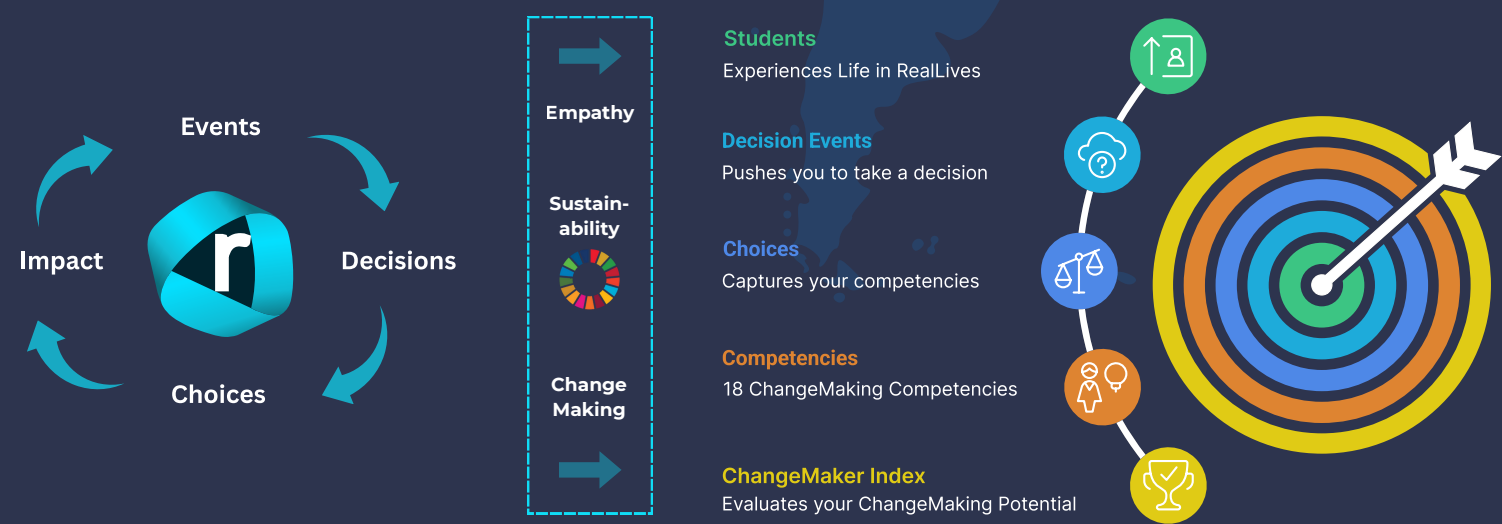 Events
Impact
r
Decisions
Choices
Empathy
Sustain-
ability
Change
Making
Students
Experiences Life in RealLives
Decision Events
Pushes you to take a decision
Choices
Captures your competencies
Competencies
18 ChangeMaking Competencies
ChangeMaker Index
Evaluates your ChangeMaking Potential
?